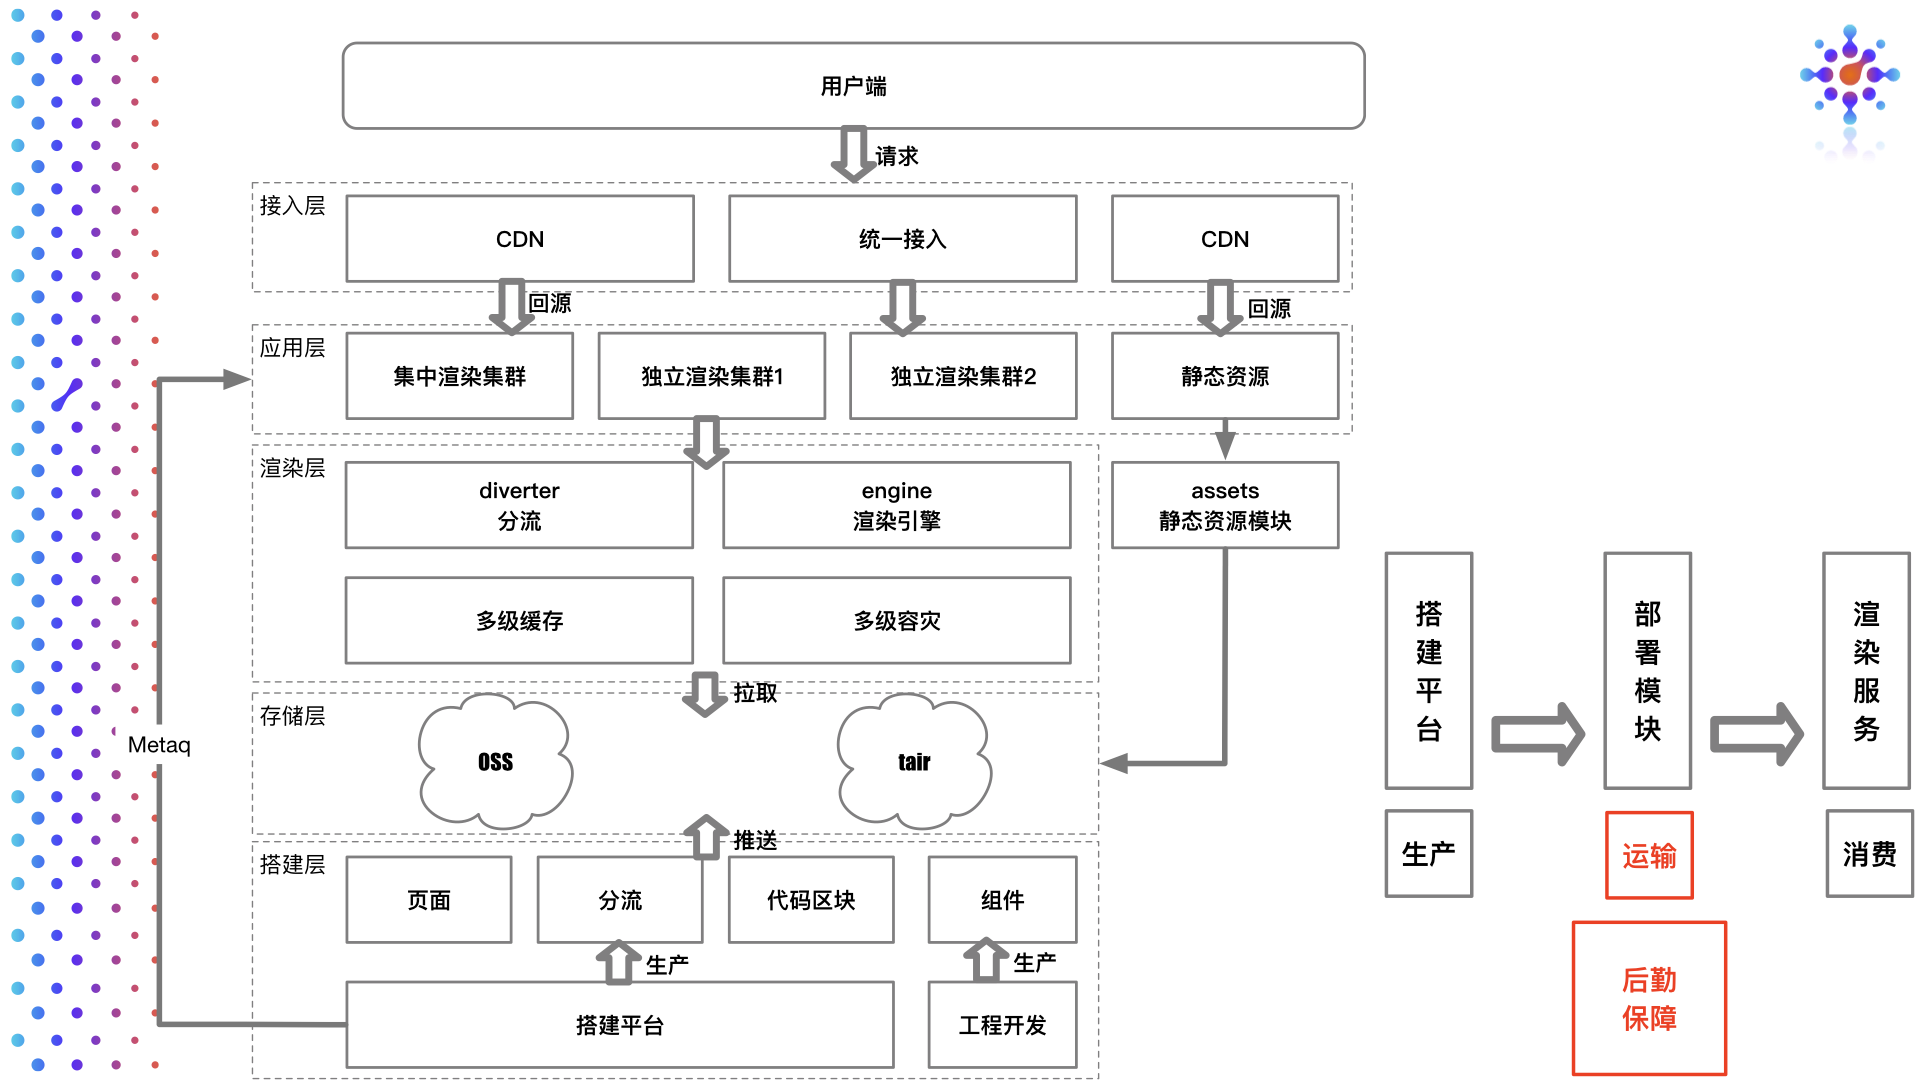 用户端
请求
接入层
CDN
统一接入
CDN
回源
回源
应用层
集中渲染集群
独立渲染集群1
独立渲染集群2
静态资源
渲染层
diverter
分流
engine
渲染引擎
assets
静态资源模块
多级缓存
多级容灾
拉取
存储层
OSS
tair
Metaq
推送
搭建层
页面
分流
代码区块
组件
生产
生产
搭建平台
工程开发
搭
建
平
台
部
署
模
块
渲
染
服
务
生产
运输
消费
后勤
保障